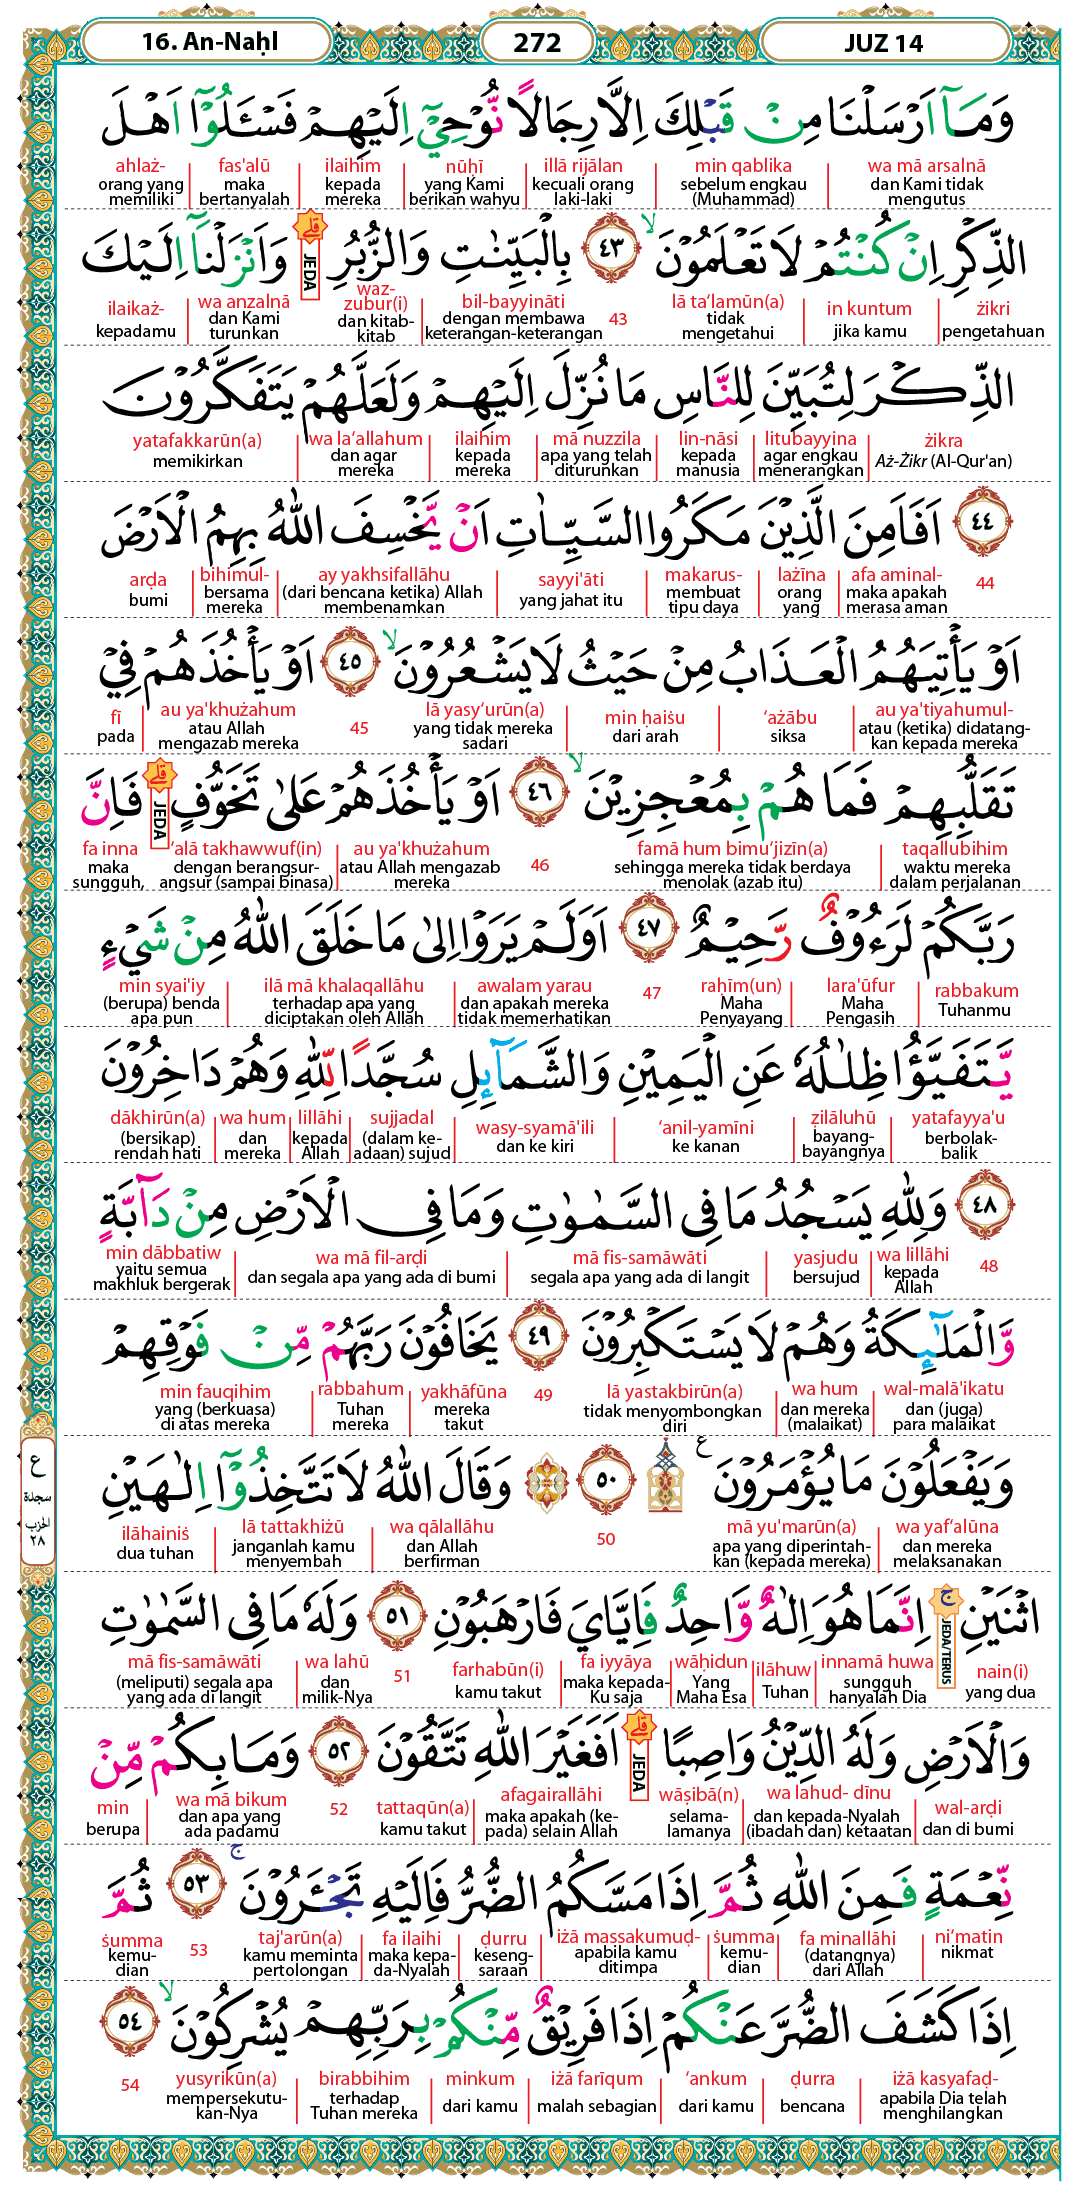 16. An-Naḥl 272 JUZ 14
وَمَآ اَرْسَلْنَا مِنْ قَبْلِكَ اِلَّا رِجَالًا نُّوْحِيْٓ اِلَيْهِمْ فَسْـَٔلُوْٓا اَهْلَ
wa mā arsalnā min qablika illā rijālan nūḥī ilaihim fas'alū ahlaż-
dan Kami tidak sebelum engkau kecuali orang yang Kami kepada maka orang yang
mengutus (Muhammad) laki-laki berikan wahyu mereka bertanyalah memiliki
الذِّكْرِ اِنْ كُنْتُمْ لَا تَعْلَمُوْنَۙ ٤٣ بِالْبَيِّنٰتِ وَالزُّبُرِۗ JEDA وَاَنْزَلْنَآ اِلَيْكَ
żikri in kuntum lā ta‘lamūn(a) 43 bil-bayyināti waz-zubur(i) wa anzalnā ilaikaż-
pengetahuan jika kamu tidak dengan membawa dan kitab- dan Kami kepadamu
mengetahui keterangan-keterangan kitab turunkan
الذِّكْرَ لِتُبَيِّنَ لِلنَّاسِ مَا نُزِّلَ اِلَيْهِمْ وَلَعَلَّهُمْ يَتَفَكَّرُوْنَ
żikra litubayyina lin-nāsi mā nuzzila ilaihim wa la‘allahum yatafakkarūn(a)
Aż-Żikr (Al-Qur'an) agar engkau kepada apa yang telah kepada dan agar memikirkan
menerangkan manusia diturunkan mereka mereka
٤٤ اَفَاَمِنَ الَّذِيْنَ مَكَرُوا السَّيِّاٰتِ اَنْ يَّخْسِفَ اللّٰهُ بِهِمُ الْاَرْضَ
44 afa aminal- lażīna makarus- sayyi'āti ay yakhsifallāhu bihimul- arḍa
maka apakah orang membuat yang jahat itu (dari bencana ketika) Allah bersama bumi
merasa aman yang tipu daya membenamkan mereka
اَوْ يَأْتِيَهُمُ الْعَذَابُ مِنْ حَيْثُ لَا يَشْعُرُوْنَۙ ٤٥ اَوْ يَأْخُذَهُمْ فِيْ
au ya'tiyahumul- ‘ażābu min ḥaiṡu lā yasy‘urūn(a) 45 au ya'khużahum fī
atau (ketika) didatang- siksa dari arah yang tidak mereka atau Allah pada
kan kepada mereka sadari mengazab mereka
تَقَلُّبِهِمْ فَمَا هُمْ بِمُعْجِزِيْنَۙ ٤٦ اَوْ يَأْخُذَهُمْ عَلٰى تَخَوُّفٍۗ JEDA فَاِنَّ
taqallubihim famā hum bimu‘jizīn(a) 46 au ya'khużahum ‘alā takhawwuf(in) fa inna
waktu mereka sehingga mereka tidak berdaya atau Allah mengazab dengan berangsur- maka
dalam perjalanan menolak (azab itu) mereka angsur (sampai binasa) sungguh,
رَبَّكُمْ لَرَءُوْفٌ رَّحِيْمٌ ٤٧ اَوَلَمْ يَرَوْا اِلٰى مَا خَلَقَ اللّٰهُ مِنْ شَيْءٍ
rabbakum lara'ūfur raḥīm(un) 47 awalam yarau ilā mā khalaqallāhu min syai'iy
Tuhanmu Maha Maha dan apakah mereka terhadap apa yang (berupa) benda
Pengasih Penyayang tidak memerhatikan diciptakan oleh Allah apa pun
يَّتَفَيَّؤُا ظِلٰلُهٗ عَنِ الْيَمِيْنِ وَالشَّمَاۤىِٕلِ سُجَّدًا لِّلّٰهِ وَهُمْ دَاخِرُوْنَ
yatafayya'u ẓilāluhū ‘anil-yamīni wasy-syamā'ili sujjadal lillāhi wa hum dākhirūn(a)
berbolak- bayang- ke kanan dan ke kiri (dalam ke- kepada dan (bersikap)
balik bayangnya adaan) sujud Allah mereka rendah hati
٤٨ وَلِلّٰهِ يَسْجُدُ مَا فِى السَّمٰوٰتِ وَمَا فِى الْاَرْضِ مِنْ دَاۤبَّةٍ
48 wa lillāhi yasjudu mā fis-samāwāti wa mā fil-arḍi min dābbatiw
kepada bersujud segala apa yang ada di langit dan segala apa yang ada di bumi yaitu semua
Allah makhluk bergerak
وَّالْمَلٰۤىِٕكَةُ وَهُمْ لَا يَسْتَكْبِرُوْنَ ٤٩ يَخَافُوْنَ رَبَّهُمْ مِّنْ فَوْقِهِمْ
wal-malā'ikatu wa hum lā yastakbirūn(a) 49 yakhāfūna rabbahum min fauqihim
dan (juga) dan mereka tidak menyombongkan mereka Tuhan yang (berkuasa)
para malaikat (malaikat) diri takut mereka di atas mereka
وَيَفْعَلُوْنَ مَا يُؤْمَرُوْنَ ࣖ ٥٠ وَقَالَ اللّٰهُ لَا تَتَّخِذُوْٓا اِلٰهَيْنِ
ع
سجدة
الحزب
٢٨
wa yaf‘alūna mā yu'marūn(a) 50 wa qālallāhu lā tattakhiżū ilāhainiṡ
dan mereka apa yang diperintah- dan Allah janganlah kamu dua tuhan
melaksanakan kan (kepada mereka) berfirman menyembah
اثْنَيْنِۚ JEDA/TERUS اِنَّمَا هُوَ اِلٰهٌ وَّاحِدٌ فَاِيَّايَ فَارْهَبُوْنِ ٥١ وَلَهٗ مَا فِى السَّمٰوٰتِ
nain(i) innamā huwa ilāhuw wāḥidun fa iyyāya farhabūn(i) 51 wa lahū mā fis-samāwāti
yang dua sungguh Tuhan Yang maka kepada- kamu takut dan (meliputi) segala apa
hanyalah Dia Maha Esa Ku saja milik-Nya yang ada di langit
وَالْاَرْضِ وَلَهُ الدِّيْنُ وَاصِبًاۗ JEDA اَفَغَيْرَ اللّٰهِ تَتَّقُوْنَ ٥٢ وَمَا بِكُمْ مِّنْ
wal-arḍi wa lahud- dīnu wāṣibā(n) afagairallāhi tattaqūn(a) 52 wa mā bikum min
dan di bumi dan kepada-Nyalah selama- maka apakah (ke- kamu takut dan apa yang berupa
(ibadah dan) ketaatan lamanya pada) selain Allah ada padamu
نِّعْمَةٍ فَمِنَ اللّٰهِ ثُمَّ اِذَا مَسَّكُمُ الضُّرُّ فَاِلَيْهِ تَجْـَٔرُوْنَۚ ٥٣ ثُمَّ
ni‘matin fa minallāhi ṡumma iżā massakumuḍ- ḍurru fa ilaihi taj'arūn(a) 53 ṡumma
nikmat (datangnya) kemu- apabila kamu keseng- maka kepa- kamu meminta kemu-
dari Allah dian ditimpa saraan da-Nyalah pertolongan dian
اِذَا كَشَفَ الضُّرَّ عَنْكُمْ اِذَا فَرِيْقٌ مِّنْكُمْ بِرَبِّهِمْ يُشْرِكُوْنَۙ ٥٤
iżā kasyafaḍ- ḍurra ‘ankum iżā farīqum minkum birabbihim yusyrikūn(a) 54
apabila Dia telah bencana dari kamu malah sebagian dari kamu terhadap mempersekutu-
menghilangkan Tuhan mereka kan-Nya